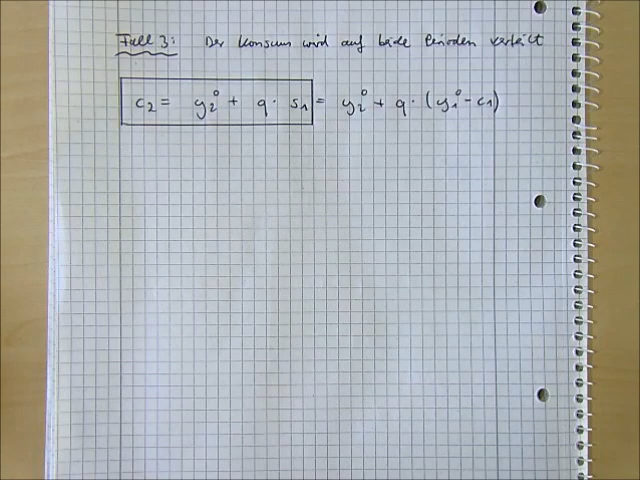 Fall 3: Der Konsum wird auf beide Perioden verteilt
c₂ = y₂⁰ + q · s₁ = y₂⁰ + q · (y₁⁰ - c₁)